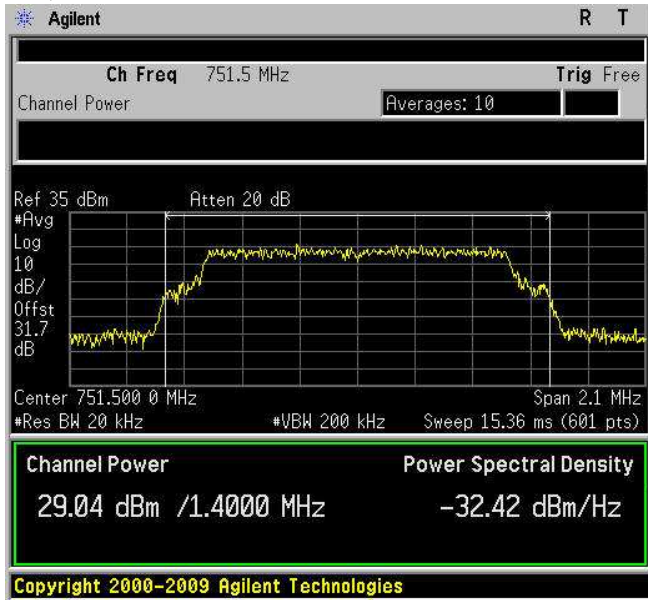 Agilent R T
Ch Freq 751.5 MHz Trig Free
Channel Power Averages: 10
Ref 35 dBm Atten 20 dB
#Avg
Log
10
dB/
Offst
31.7
dB
Center 751.500 0 MHz Span 2.1 MHz
#Res BW 20 kHz #VBW 200 kHz Sweep 15.36 ms (601 pts)
Channel Power Power Spectral Density
29.04 dBm /1.4000 MHz -32.42 dBm/Hz
Copyright 2000-2009 Agilent Technologies